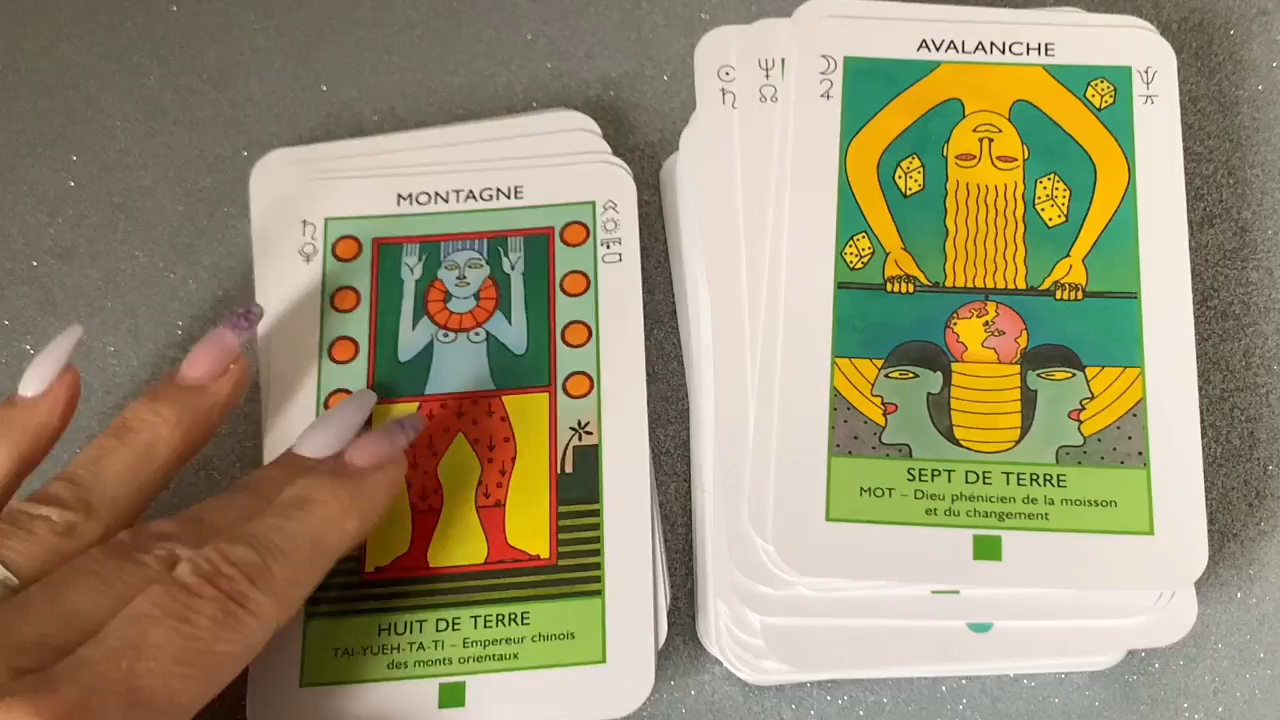 MONTAGNE
HUIT DE TERRE
TAI-YUEH-TA-TI – Empereur chinois
des monts orientaux
AVALANCHE
SEPT DE TERRE
MOT – Dieu phénicien de la moisson
et du changement